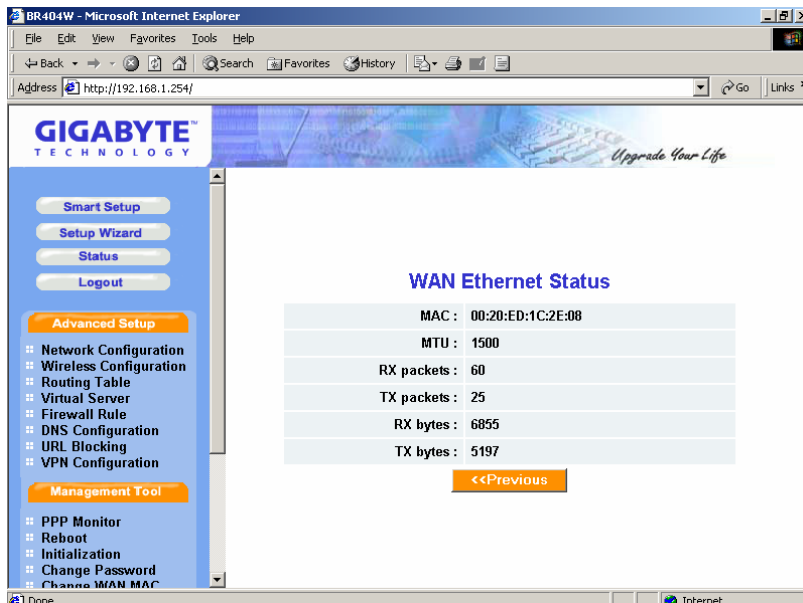 BR404W - Microsoft Internet Explorer
File Edit View Favorites Tools Help
Back Search Favorites History
Address http://192.168.1.254/ Go Links
GIGABYTE™
TECHNOLOGY
Upgrade Your Life
Smart Setup
Setup Wizard
Status
Logout
Advanced Setup
Network Configuration
Wireless Configuration
Routing Table
Virtual Server
Firewall Rule
DNS Configuration
URL Blocking
VPN Configuration
Management Tool
PPP Monitor
Reboot
Initialization
Change Password
Change WAN MAC
WAN Ethernet Status
MAC : 00:20:ED:1C:2E:08
MTU : 1500
RX packets : 60
TX packets : 25
RX bytes : 6855
TX bytes : 5197
<<Previous
Done Internet